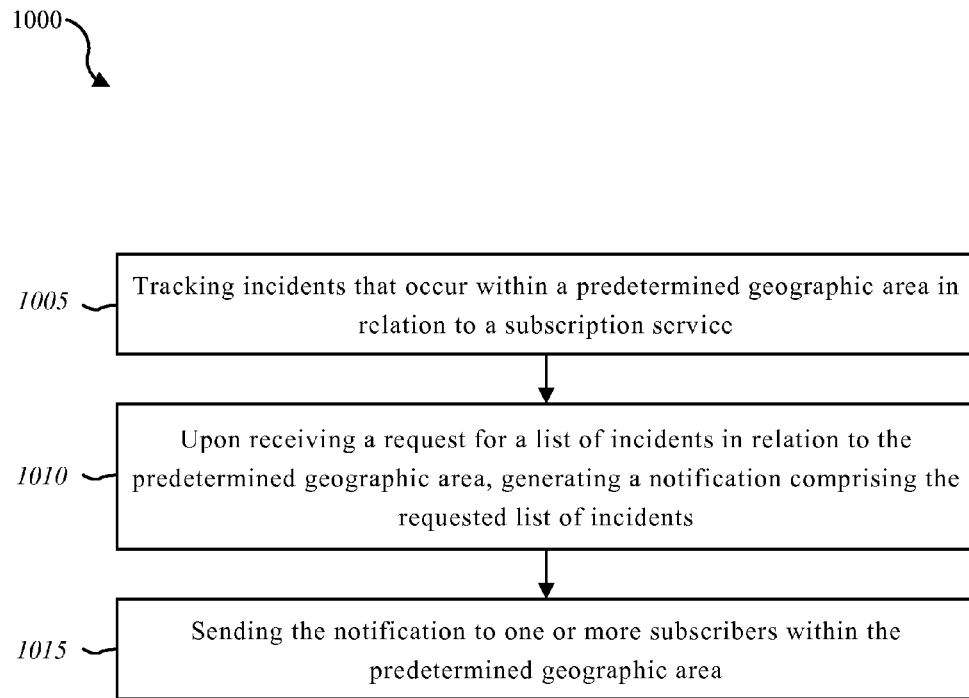 1000
1005
Tracking incidents that occur within a predetermined geographic area in
relation to a subscription service
1010
Upon receiving a request for a list of incidents in relation to the
predetermined geographic area, generating a notification comprising the
requested list of incidents
1015
Sending the notification to one or more subscribers within the
predetermined geographic area